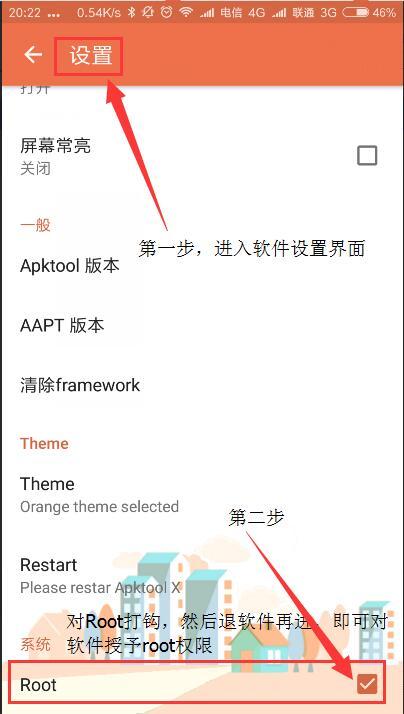 20:22 ... 0.54K/s 电信 4G 联通 3G 46%
设置
打开
屏幕常亮
关闭
一般
第一步，进入软件设置界面
Apktool 版本
AAPT 版本
清除framework
Theme
Theme
Orange theme selected
第二步
Restart
Please restar Apktool X
对Root打钩，然后退软件再进，即可对
软件授予root权限
系统
Root